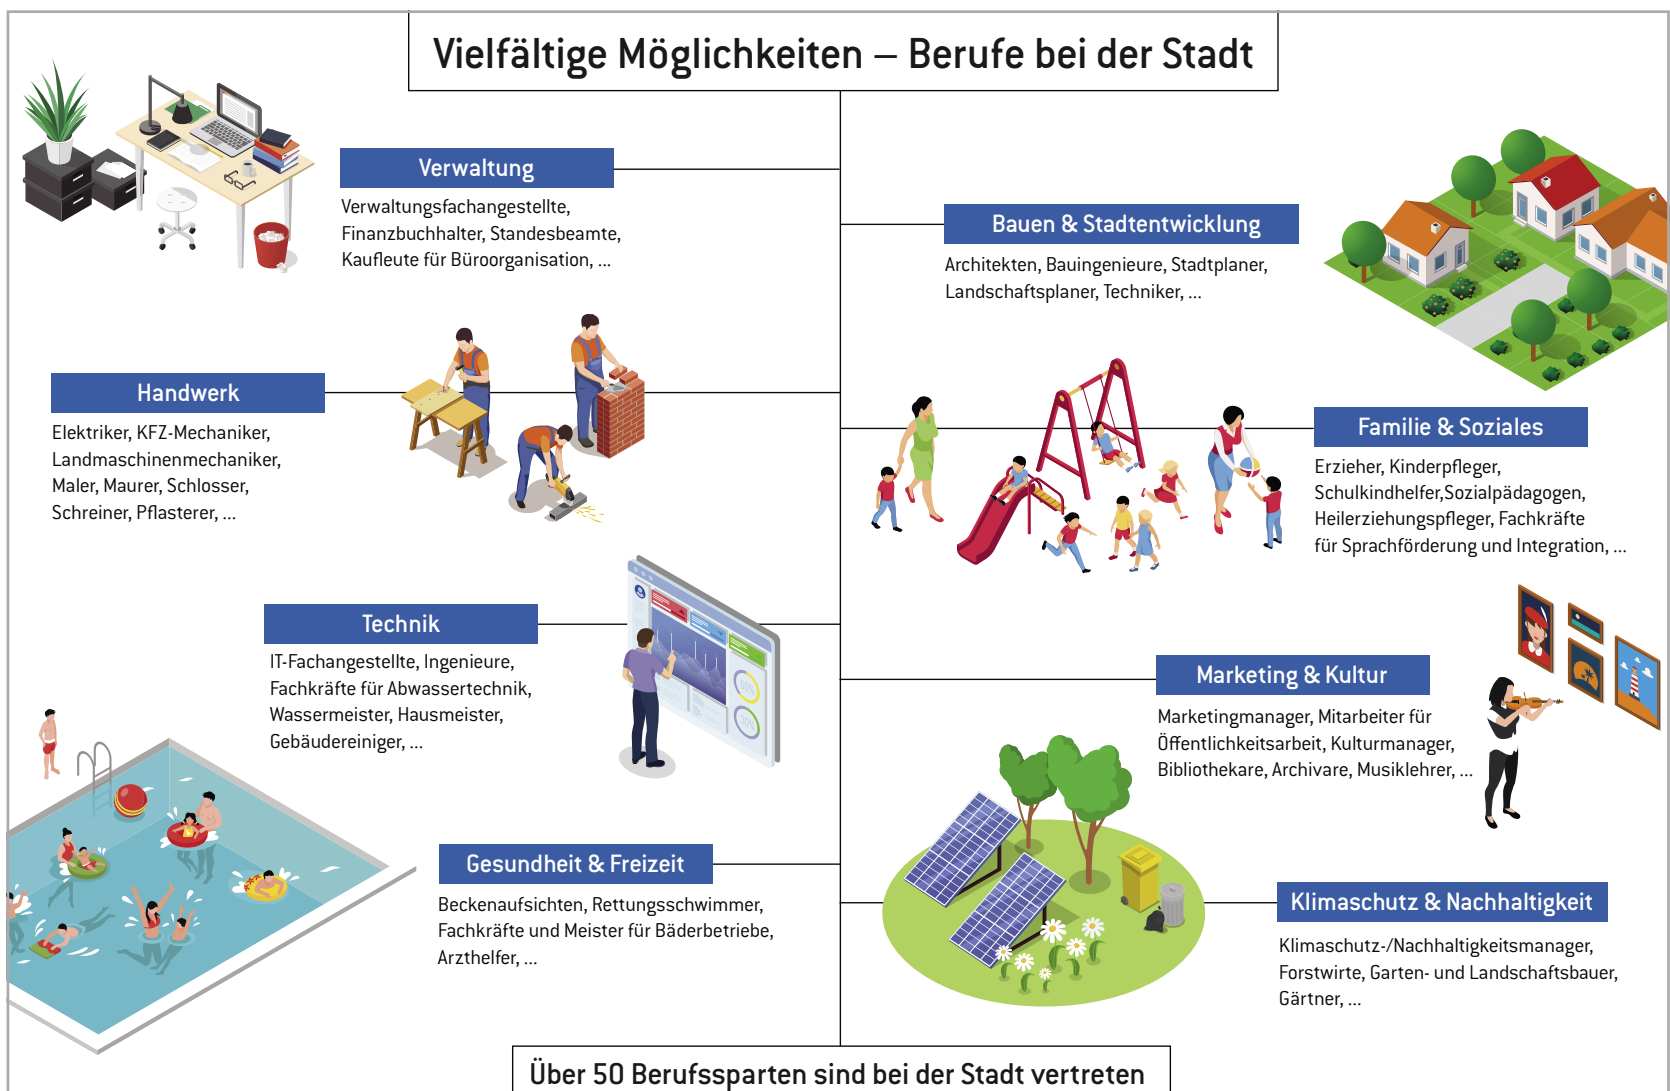 Vielfältige Möglichkeiten – Berufe bei der Stadt
Verwaltung
Verwaltungsfachangestellte,
Finanzbuchhalter, Standesbeamte,
Kaufleute für Büroorganisation, ...
Bauen & Stadtentwicklung
Architekten, Bauingenieure, Stadtplaner,
Landschaftsplaner, Techniker, ...
Handwerk
Elektriker, KFZ-Mechaniker,
Landmaschinenmechaniker,
Maler, Maurer, Schlosser,
Schreiner, Pflasterer, ...
Familie & Soziales
Erzieher, Kinderpfleger,
Schulkindhelfer,Sozialpädagogen,
Heilerziehungspfleger, Fachkräfte
für Sprachförderung und Integration, ...
Technik
IT-Fachangestellte, Ingenieure,
Fachkräfte für Abwassertechnik,
Wassermeister, Hausmeister,
Gebäudereiniger, ...
60%
30%
Marketing & Kultur
Marketingmanager, Mitarbeiter für
Öffentlichkeitsarbeit, Kulturmanager,
Bibliothekare, Archivare, Musiklehrer, ...
Gesundheit & Freizeit
Beckenaufsichten, Rettungsschwimmer,
Fachkräfte und Meister für Bäderbetriebe,
Arzthelfer, ...
Klimaschutz & Nachhaltigkeit
Klimaschutz-/Nachhaltigkeitsmanager,
Forstwirte, Garten- und Landschaftsbauer,
Gärtner, ...
Über 50 Berufssparten sind bei der Stadt vertreten